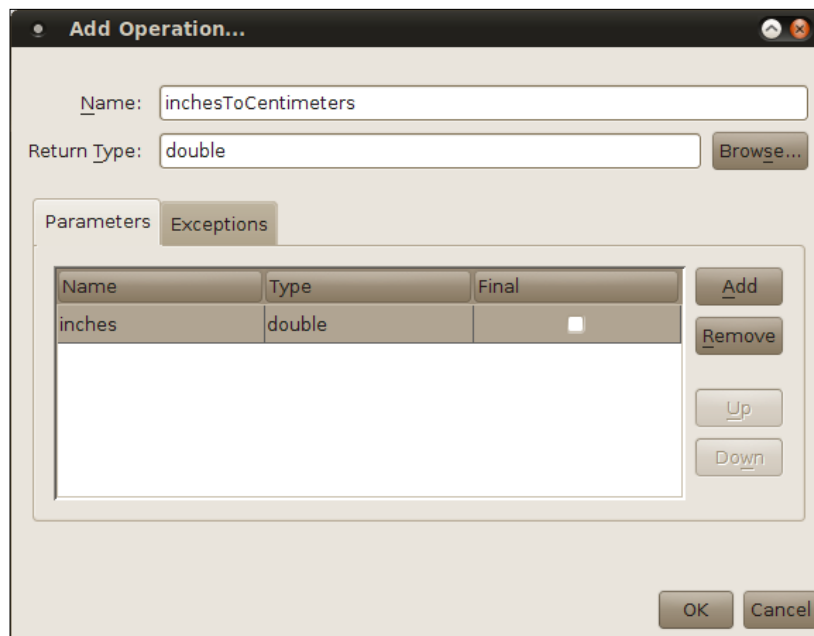 Add Operation...
Name: inchesToCentimeters
Return Type: double Browse...
Parameters Exceptions
Name Type Final Add
inches double Remove
Up
Down
OK Cancel